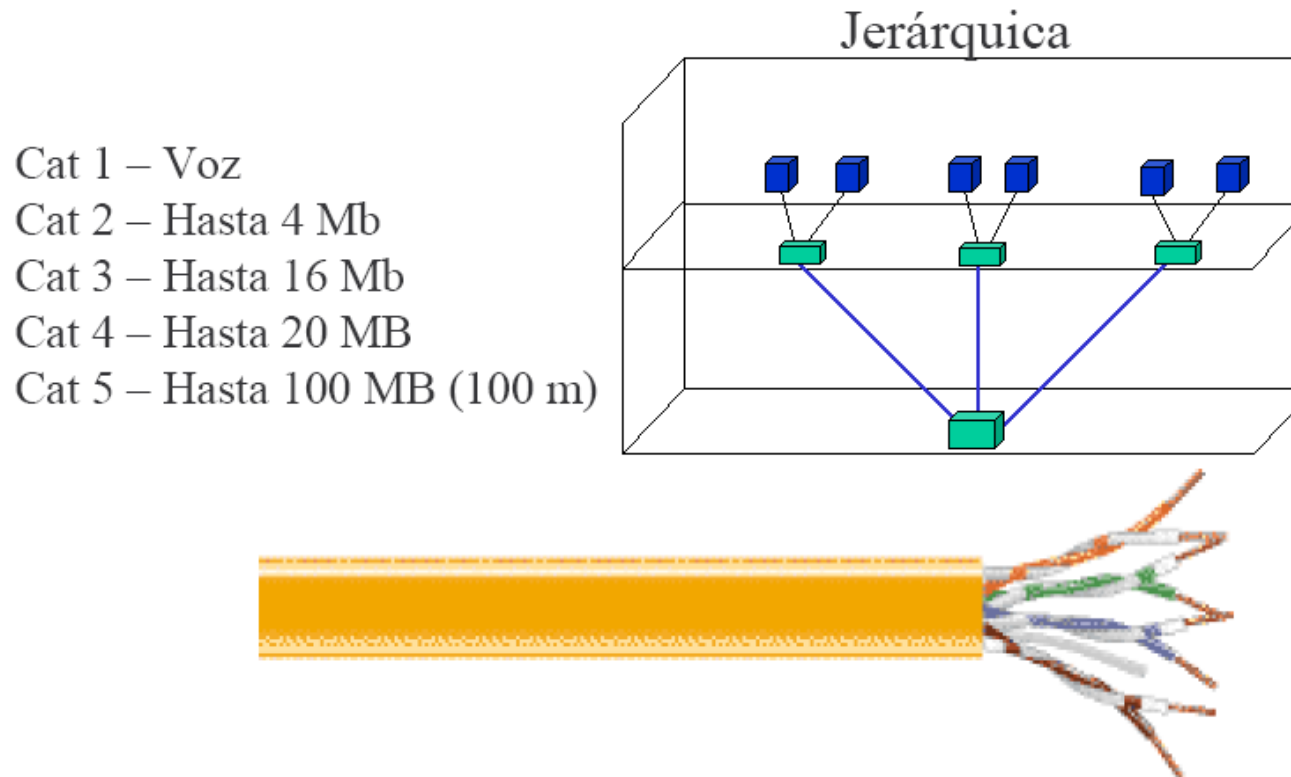 Jerárquica
Cat 1 – Voz
Cat 2 – Hasta 4 Mb
Cat 3 – Hasta 16 Mb
Cat 4 – Hasta 20 MB
Cat 5 – Hasta 100 MB (100 m)